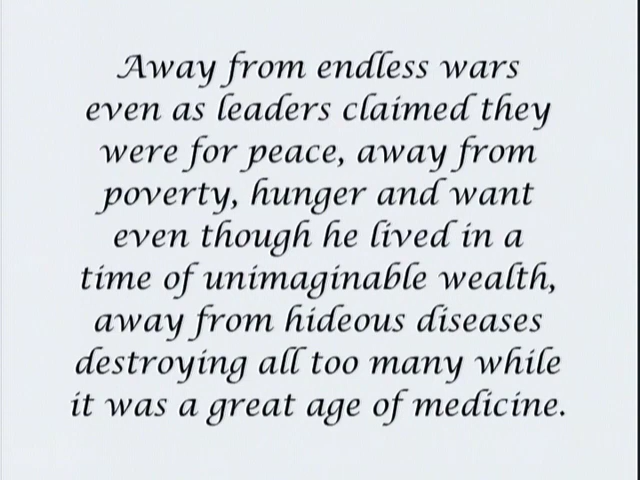 Away from endless wars
even as leaders claimed they
were for peace, away from
poverty, hunger and want
even though he lived in a
time of unimaginable wealth,
away from hideous diseases
destroying all too many while
it was a great age of medicine.